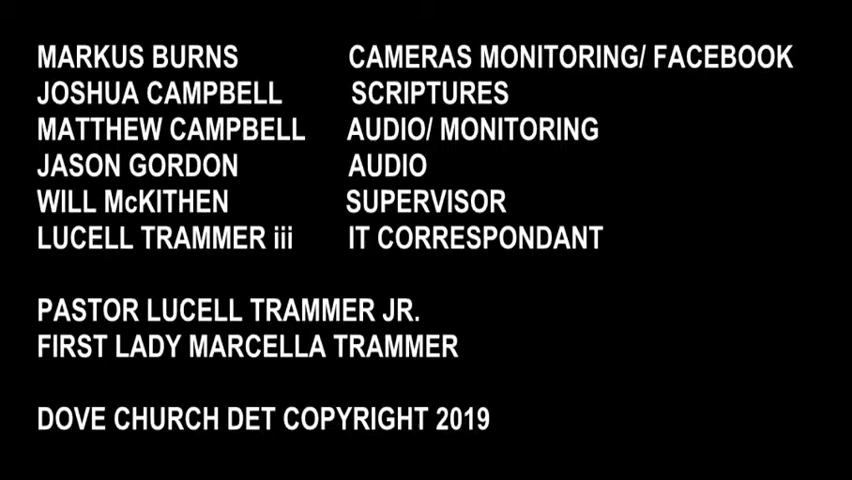 MARKUS BURNS CAMERAS MONITORING/ FACEBOOK
JOSHUA CAMPBELL SCRIPTURES
MATTHEW CAMPBELL AUDIO/ MONITORING
JASON GORDON AUDIO
WILL McKITHEN SUPERVISOR
LUCELL TRAMMER iii IT CORRESPONDANT
PASTOR LUCELL TRAMMER JR.
FIRST LADY MARCELLA TRAMMER
DOVE CHURCH DET COPYRIGHT 2019